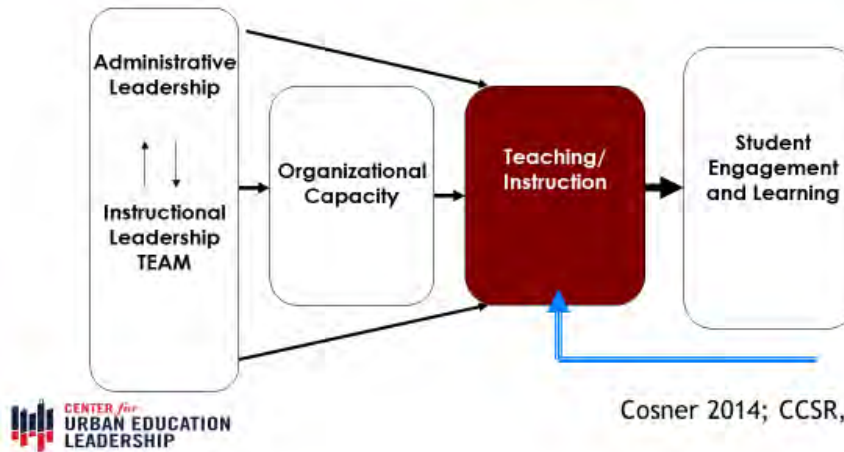 Administrative
Leadership
Instructional
Leadership
TEAM
Organizational
Capacity
Teaching/
Instruction
Student
Engagement
and Learning
CENTER for
URBAN EDUCATION
LEADERSHIP
Cosner 2014; CCSR,